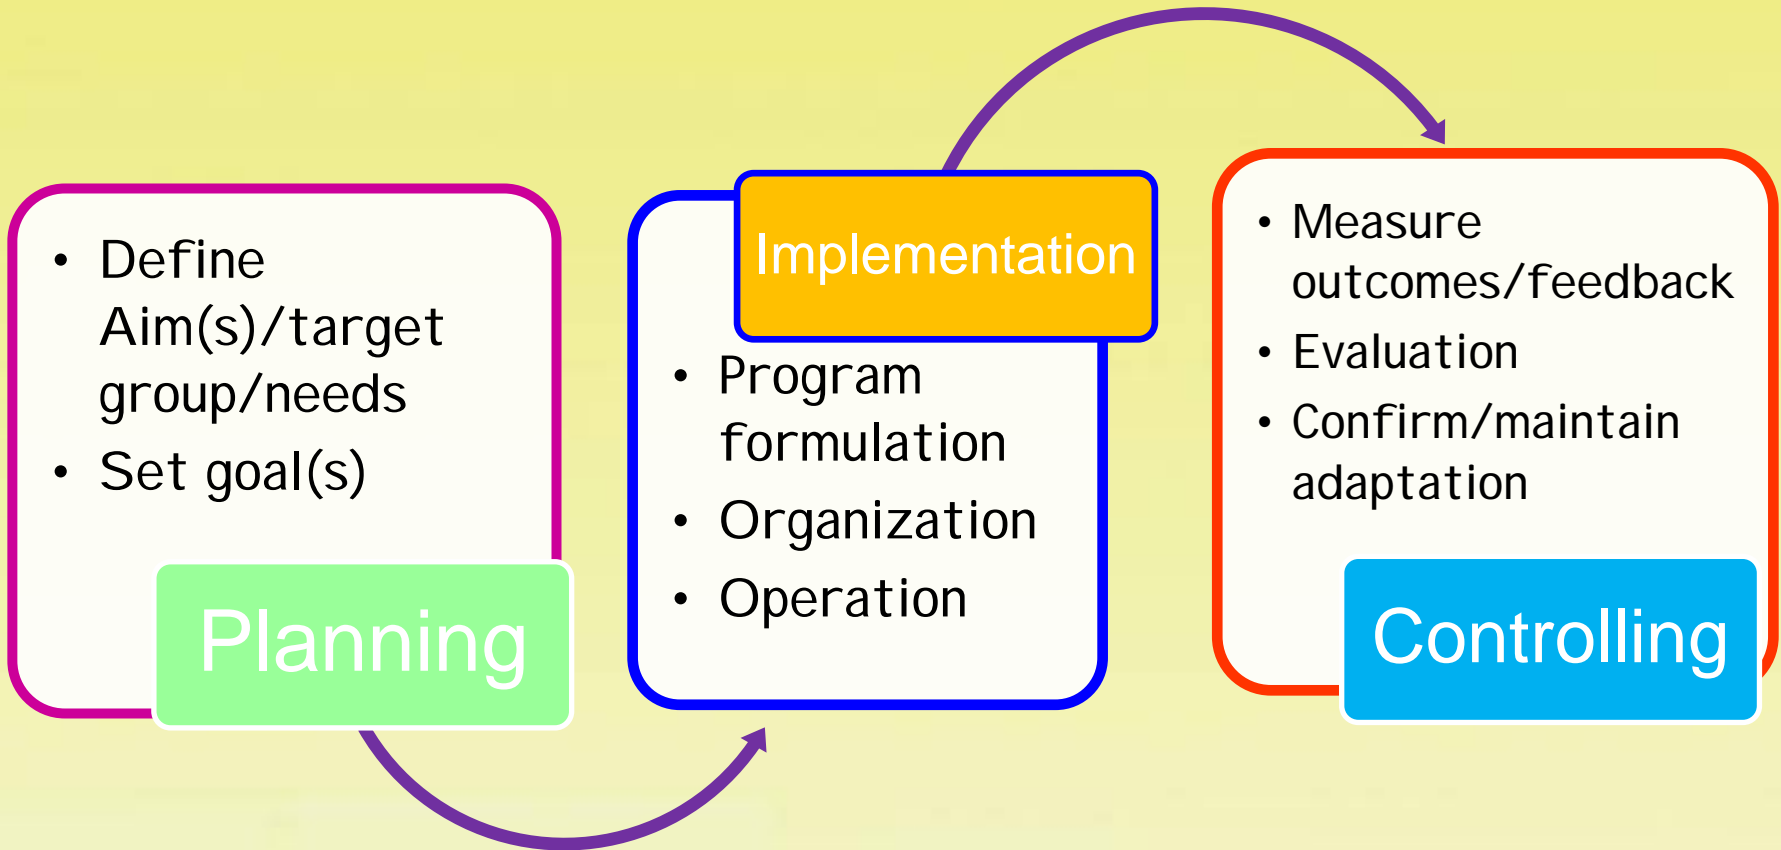 • Define
Aim(s)/target
group/needs
• Set goal(s)
Planning
Implementation
• Program
formulation
• Organization
• Operation
• Measure
outcomes/feedback
• Evaluation
• Confirm/maintain
adaptation
Controlling